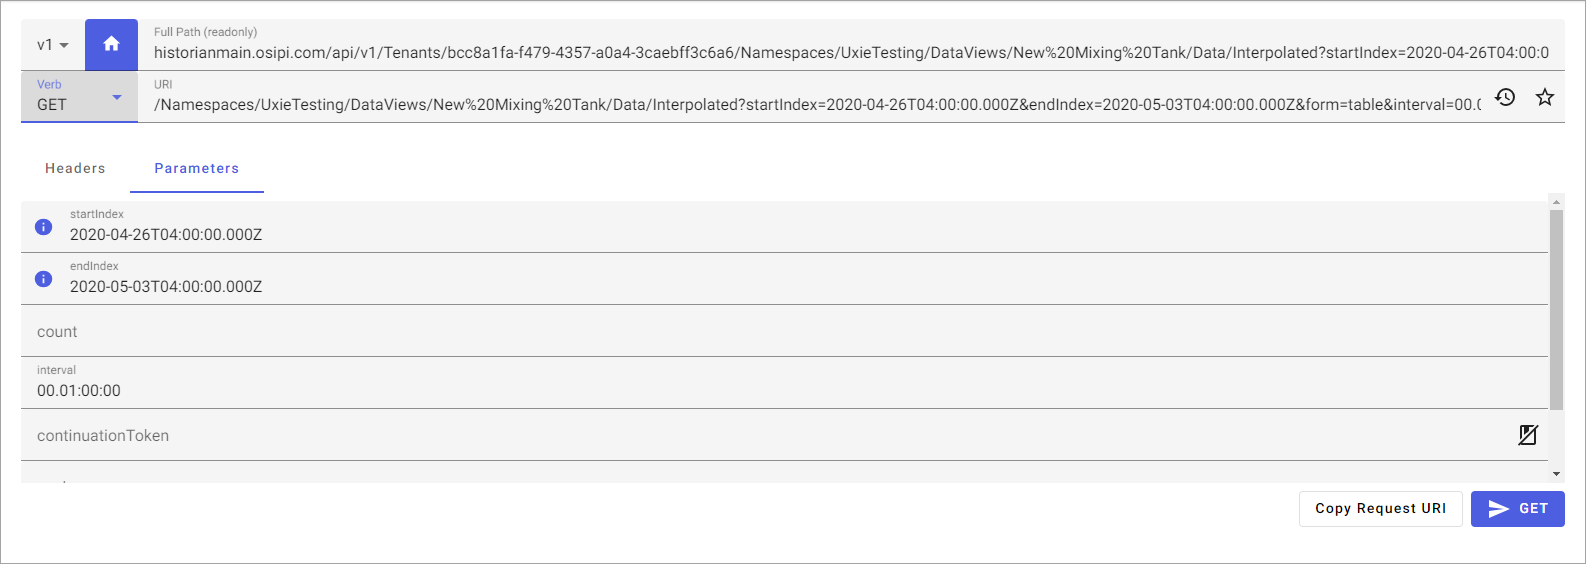 v1
Full Path (readonly)
historianmain.osipi.com/api/v1/Tenants/bcc8a1fa-f479-4357-a0a4-3caebff3c6a6/Namespaces/UxieTesting/DataViews/New%20Mixing%20Tank/Data/Interpolated?startIndex=2020-04-26T04:00:0
Verb
GET
URI
/Namespaces/UxieTesting/DataViews/New%20Mixing%20Tank/Data/Interpolated?startIndex=2020-04-26T04:00:00.000Z&endIndex=2020-05-03T04:00:00.000Z&form=table&interval=00.0
Headers
Parameters
startIndex
2020-04-26T04:00:00.000Z
endIndex
2020-05-03T04:00:00.000Z
count
interval
00.01:00:00
continuationToken
Copy Request URI
GET